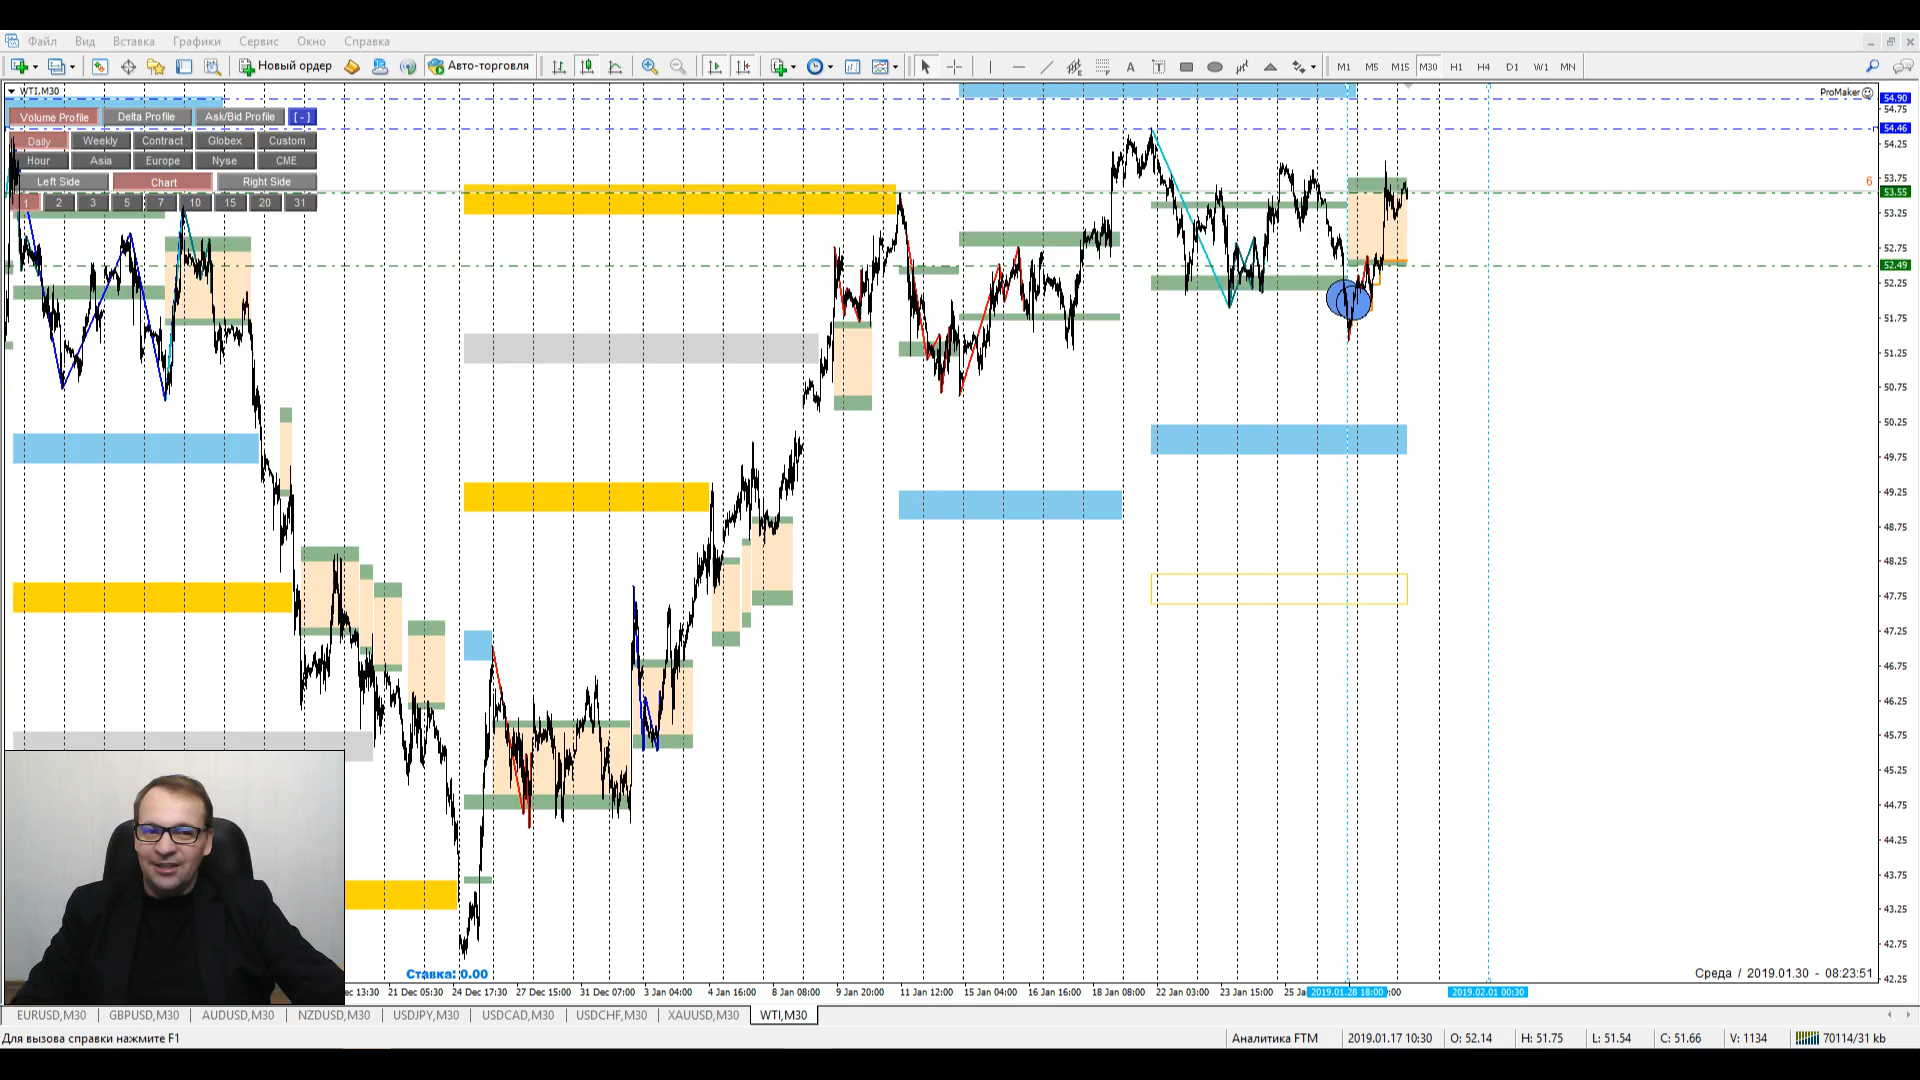 Файл Вид Вставка Графики Сервис Окно Справка
Новый ордер Авто-торговля A T M1 M5 M15 M30 H1 H4 D1 W1 MN
WTI,M30 ProMaker
Volume Profile Delta Profile Ask/Bid Profile [-]
Daily Weekly Contract Globex Custom
Hour Asia Europe Nyse CME
Left Side Chart Right Side
1 2 3 5 7 10 15 20 31
54.90
54.75
54.46
54.25
53.75
6
53.55
53.25
52.75
52.49
52.25
51.75
51.25
50.75
50.25
49.75
49.25
48.75
48.25
47.75
47.25
46.75
46.25
45.75
45.25
44.75
44.25
43.75
43.25
42.75
42.25
Ставка: 0.00
Среда / 2019.01.30 - 08:23:51
13:30 21 Dec 05:30 24 Dec 17:30 27 Dec 15:00 31 Dec 07:00 3 Jan 04:00 4 Jan 16:00 8 Jan 08:00 9 Jan 20:00 11 Jan 12:00 15 Jan 04:00 16 Jan 16:00 18 Jan 08:00 22 Jan 03:00 23 Jan 15:00 25 2019.01.28 18:00 2019.02.01 00:30
EURUSD,M30 GBPUSD,M30 AUDUSD,M30 NZDUSD,M30 USDJPY,M30 USDCAD,M30 USDCHF,M30 XAUUSD,M30 WTI,M30
Для вызова справки нажмите F1 Аналитика FTM 2019.01.17 10:30 O: 52.14 H: 51.75 L: 51.54 C: 51.66 V: 1134 70114/31 kb